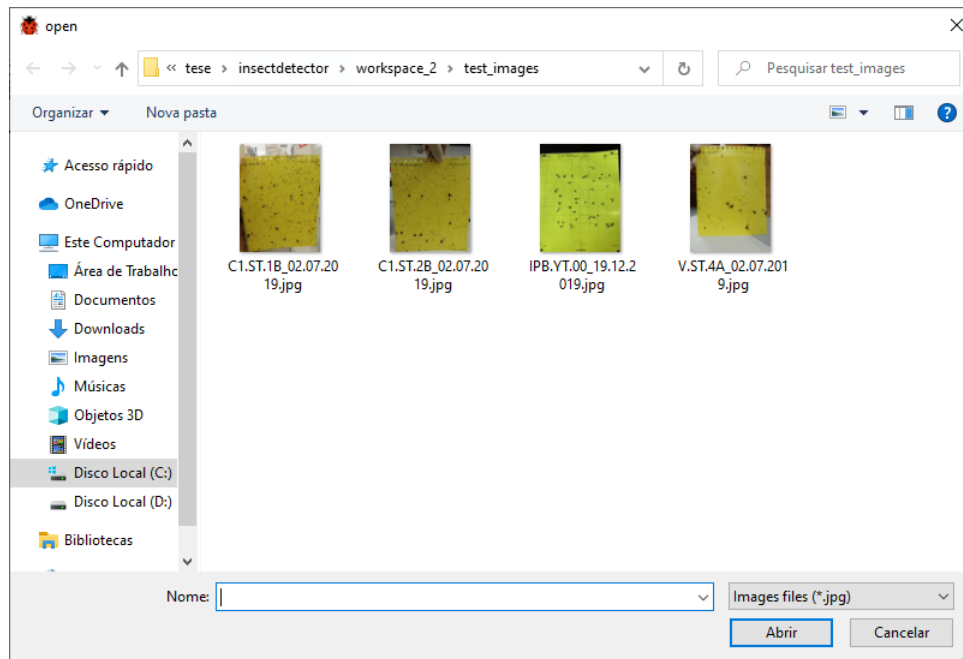 open
« tese › insectdetector › workspace_2 › test_images
Pesquisar test_images
Organizar
Nova pasta
?
Acesso rápido
OneDrive
Este Computador
Área de Trabalhc
Documentos
Downloads
Imagens
Músicas
Objetos 3D
Vídeos
Disco Local (C:)
Disco Local (D:)
Bibliotecas
C1.ST.1B_02.07.20
19.jpg
C1.ST.2B_02.07.20
19.jpg
IPB.YT.00_19.12.2
019.jpg
V.ST.4A_02.07.201
9.jpg
Nome:
Images files (*.jpg)
Abrir
Cancelar